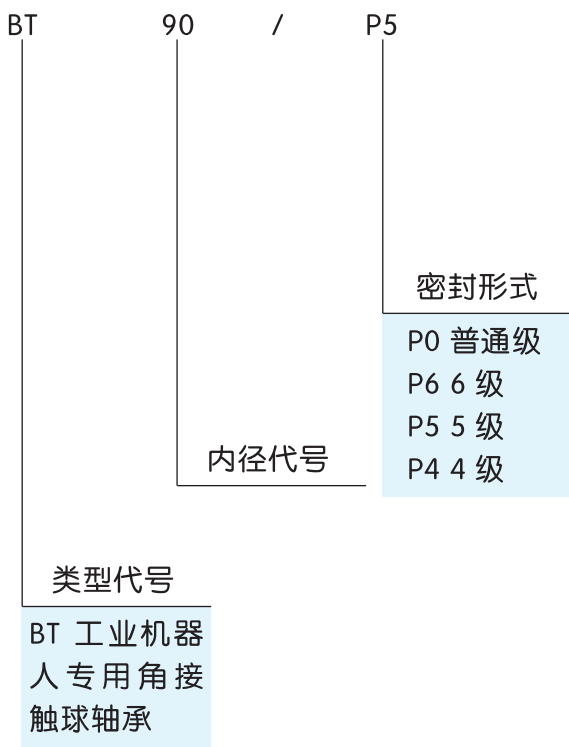 BT 90 / P5
密封形式
P0 普通级
P6 6 级
P5 5 级
P4 4 级
内径代号
类型代号
BT 工业机器
人专用角接
触球轴承